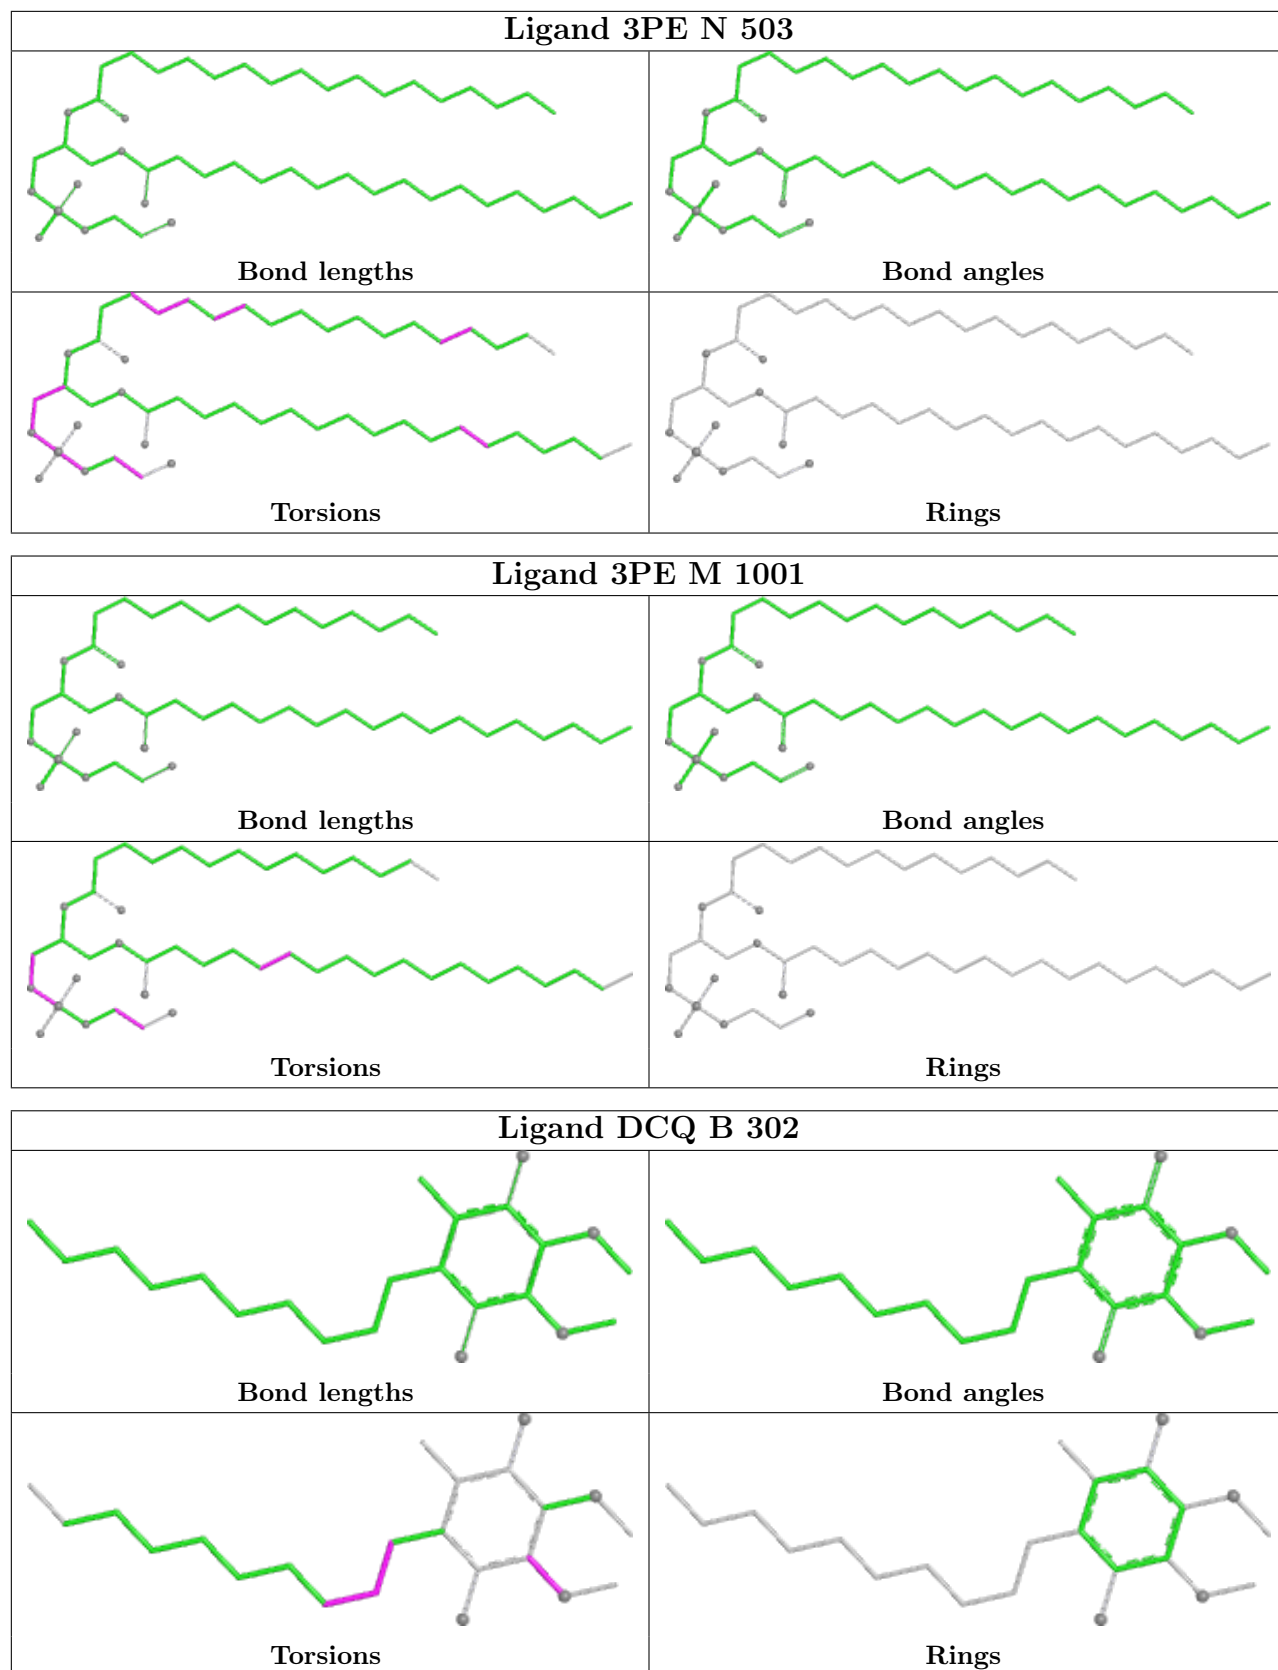 Ligand 3PE N 503
Bond lengths
Bond angles
Torsions
Rings
Ligand 3PE M 1001
Bond lengths
Bond angles
Torsions
Rings
Ligand DCQ B 302
Bond lengths
Bond angles
Torsions
Rings